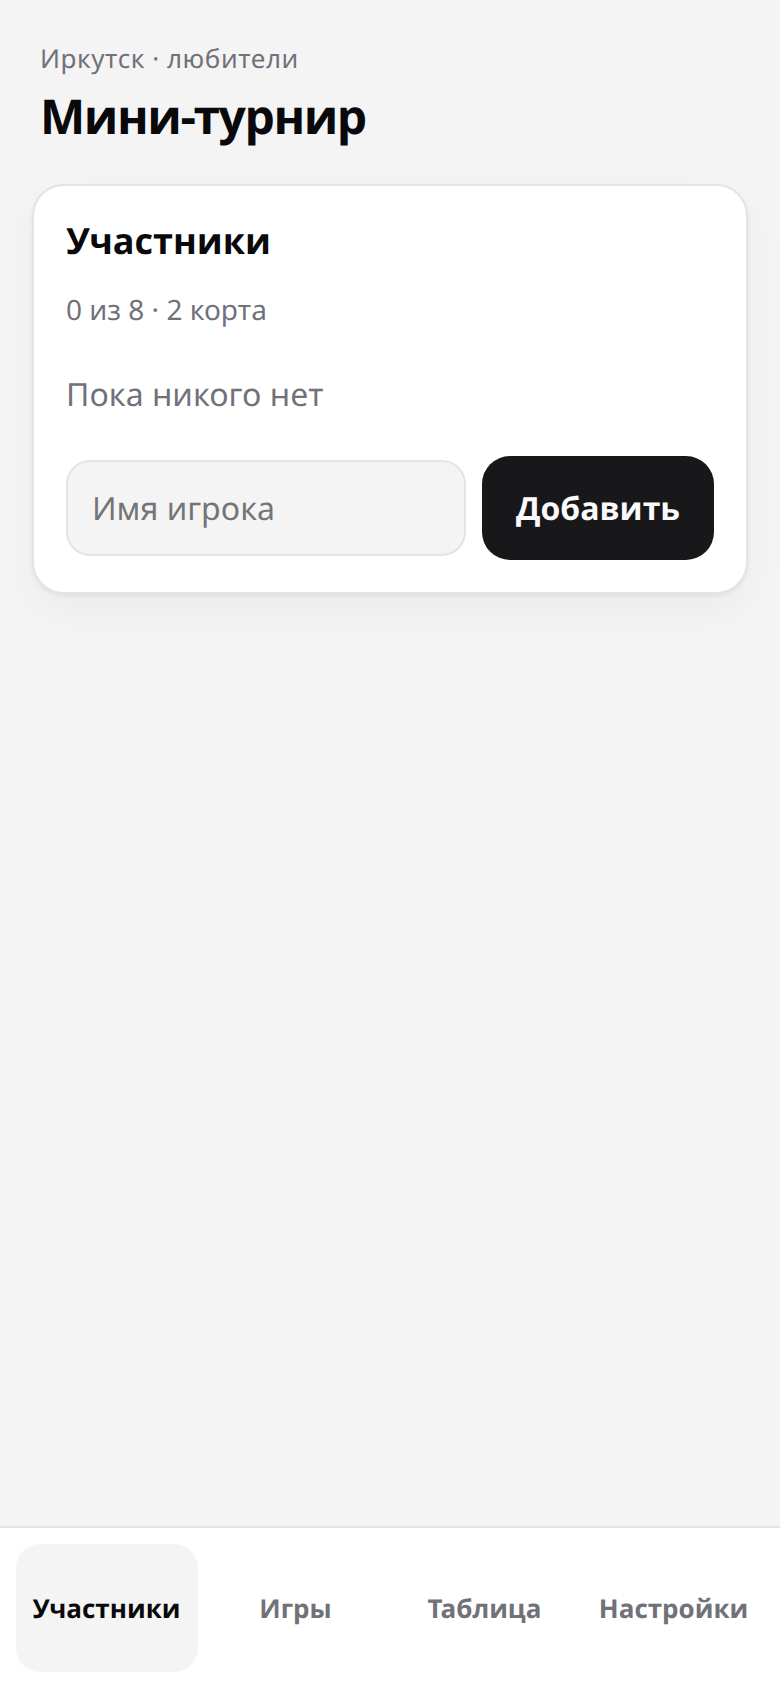 Иркутск · любители
Мини-турнир
Участники
0 из 8 · 2 корта
Пока никого нет
Имя игрока
Добавить
Участники
Игры
Таблица
Настройки